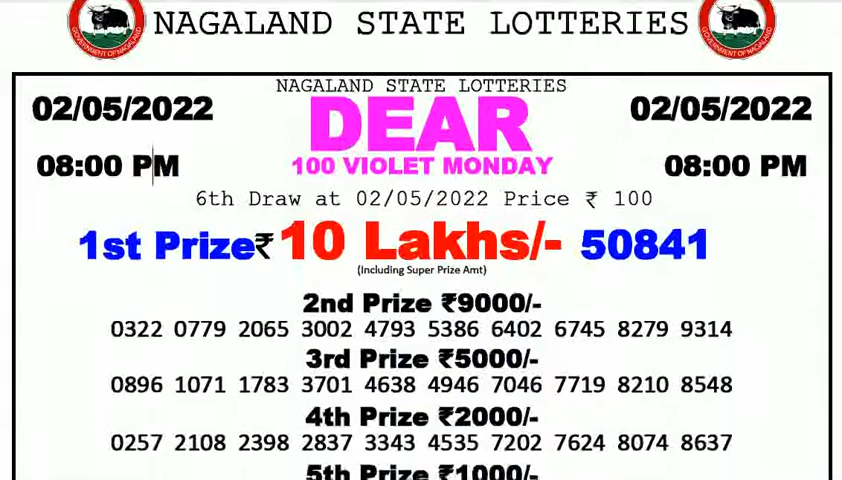 NAGALAND STATE LOTTERIES
NAGALAND STATE LOTTERIES
02/05/2022 DEAR 02/05/2022
08:00 PM 100 VIOLET MONDAY 08:00 PM
6th Draw at 02/05/2022 Price ₹ 100
1st Prize₹ 10 Lakhs/- 50841
(Including Super Prize Amt)
2nd Prize ₹9000/-
0322 0779 2065 3002 4793 5386 6402 6745 8279 9314
3rd Prize ₹5000/-
0896 1071 1783 3701 4638 4946 7046 7719 8210 8548
4th Prize ₹2000/-
0257 2108 2398 2837 3343 4535 7202 7624 8074 8637
5th Prize ₹1000/-